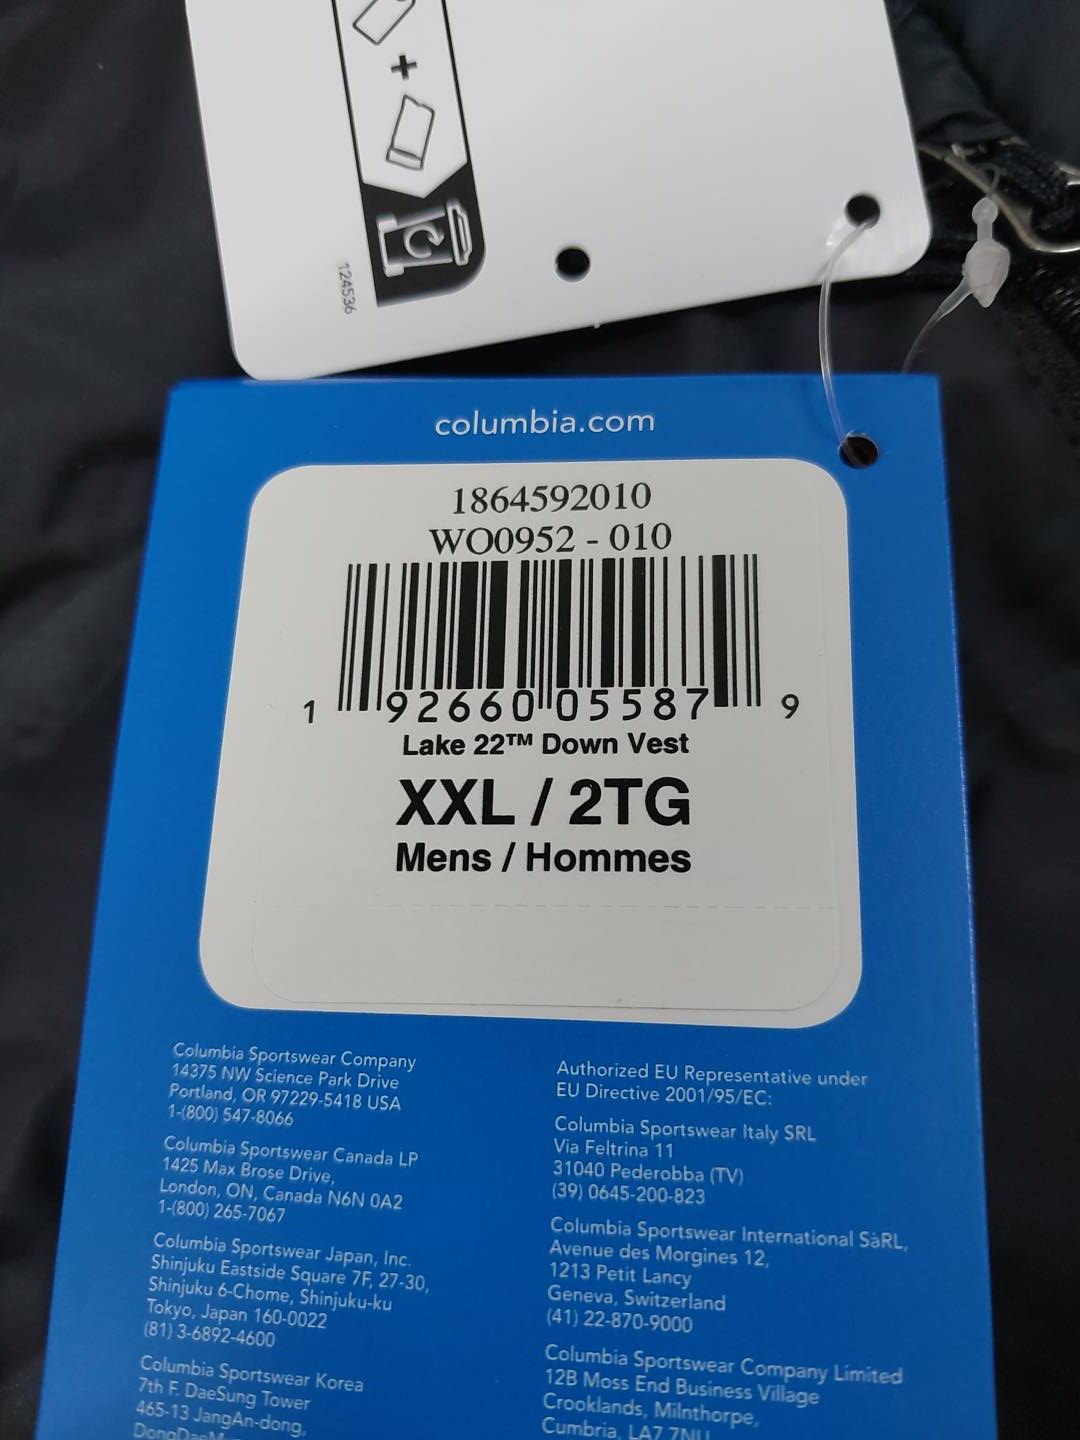 +
124536
columbia.com
1864592010
WO0952 - 010
1 92660 05587 9
Lake 22™ Down Vest
XXL / 2TG
Mens / Hommes
Columbia Sportswear Company
14375 NW Science Park Drive
Portland, OR 97229-5418 USA
1-(800) 547-8066
Columbia Sportswear Canada LP
1425 Max Brose Drive,
London, ON, Canada N6N 0A2
1-(800) 265-7067
Columbia Sportswear Japan, Inc.
Shinjuku Eastside Square 7F, 27-30,
Shinjuku 6-Chome, Shinjuku-ku
Tokyo, Japan 160-0022
(81) 3-6892-4600
Columbia Sportswear Korea
7th F. DaeSung Tower
465-13 JangAn-dong,
Authorized EU Representative under
EU Directive 2001/95/EC:
Columbia Sportswear Italy SRL
Via Feltrina 11
31040 Pederobba (TV)
(39) 0645-200-823
Columbia Sportswear International SàRL,
Avenue des Morgines 12,
1213 Petit Lancy
Geneva, Switzerland
(41) 22-870-9000
Columbia Sportswear Company Limited
12B Moss End Business Village
Crooklands, Milnthorpe,
Cumbria, LA7 7NU